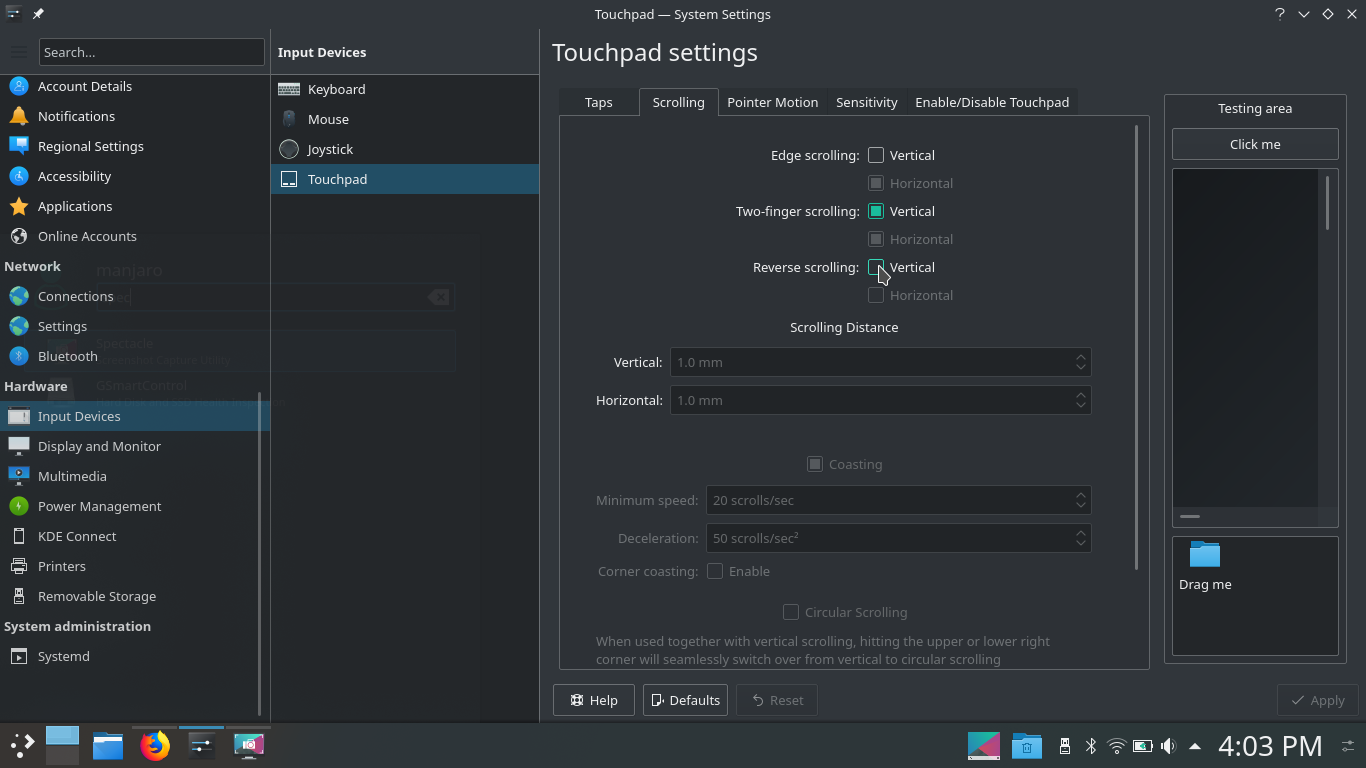 Touchpad — System Settings
Search...
Account Details
Notifications
Regional Settings
Accessibility
Applications
Online Accounts
Network
Connections
Settings
Bluetooth
Hardware
Input Devices
Display and Monitor
Multimedia
Power Management
KDE Connect
Printers
Removable Storage
System administration
Systemd
manjaro
Spectacle
GSmartControl
Input Devices
Keyboard
Mouse
Joystick
Touchpad
Touchpad settings
Taps
Scrolling
Pointer Motion
Sensitivity
Enable/Disable Touchpad
Edge scrolling: Vertical
Horizontal
Two-finger scrolling: Vertical
Horizontal
Reverse scrolling: Vertical
Horizontal
Scrolling Distance
Vertical: 1.0 mm
Horizontal: 1.0 mm
Coasting
Minimum speed: 20 scrolls/sec
Deceleration: 50 scrolls/sec²
Corner coasting: Enable
Circular Scrolling
When used together with vertical scrolling, hitting the upper or lower right
corner will seamlessly switch over from vertical to circular scrolling
Testing area
Click me
Drag me
Help
Defaults
Reset
Apply
4:03 PM